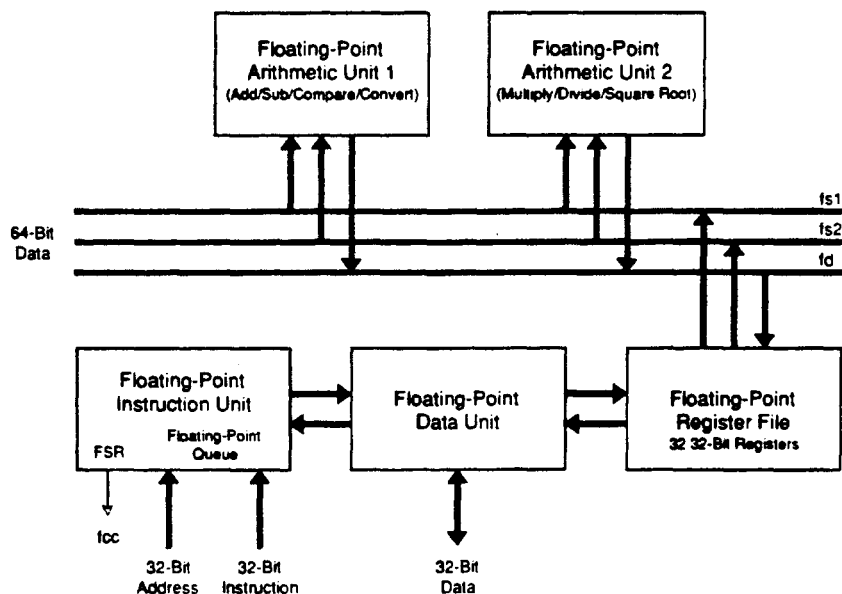 Floating-Point
Arithmetic Unit 1
(Add/Sub/Compare/Convert)
Floating-Point
Arithmetic Unit 2
(Multiply/Divide/Square Root)
fs1
64-Bit
Data
fs2
fd
Floating-Point
Instruction Unit
Floating-Point
Queue
FSR
Floating-Point
Data Unit
Floating-Point
Register File
32 32-Bit Registers
fcc
32-Bit
Address
32-Bit
Instruction
32-Bit
Data